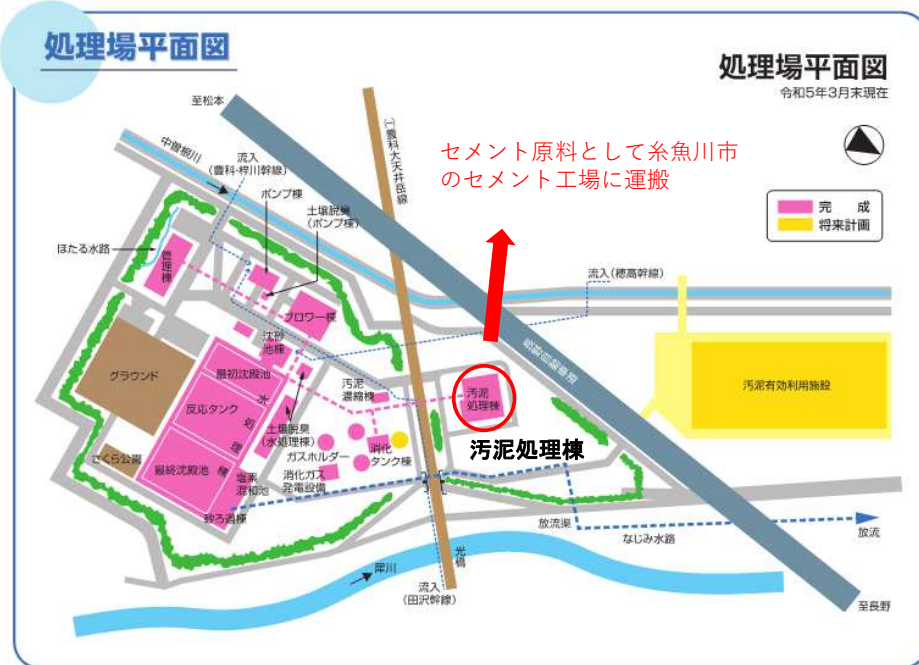 処理場平面図
処理場平面図
令和5年3月末現在
至松本
中曽根川
流入
(豊科・梓川幹線)
ポンプ棟
土壌脱臭
(ポンプ棟)
①豊科大天井岳線
セメント原料として糸魚川市
のセメント工場に運搬
完成
将来計画
ほたる水路
管理棟
流入(穂高幹線)
ブロワー棟
沈砂
池棟
長野自動車道
グラウンド
最初沈殿池
反応タンク
最終沈殿池
水処理棟
汚泥
濃縮棟
汚泥
処理棟
汚泥有効利用施設
土壌脱臭
(水処理棟)
ガスホルダー
消化
タンク棟
汚泥処理棟
さくら公園
塩素
混和池
消化ガス
発電設備
砂ろ過棟
放流渠
なじみ水路
放流
光橋
犀川
流入
(田沢幹線)
至長野